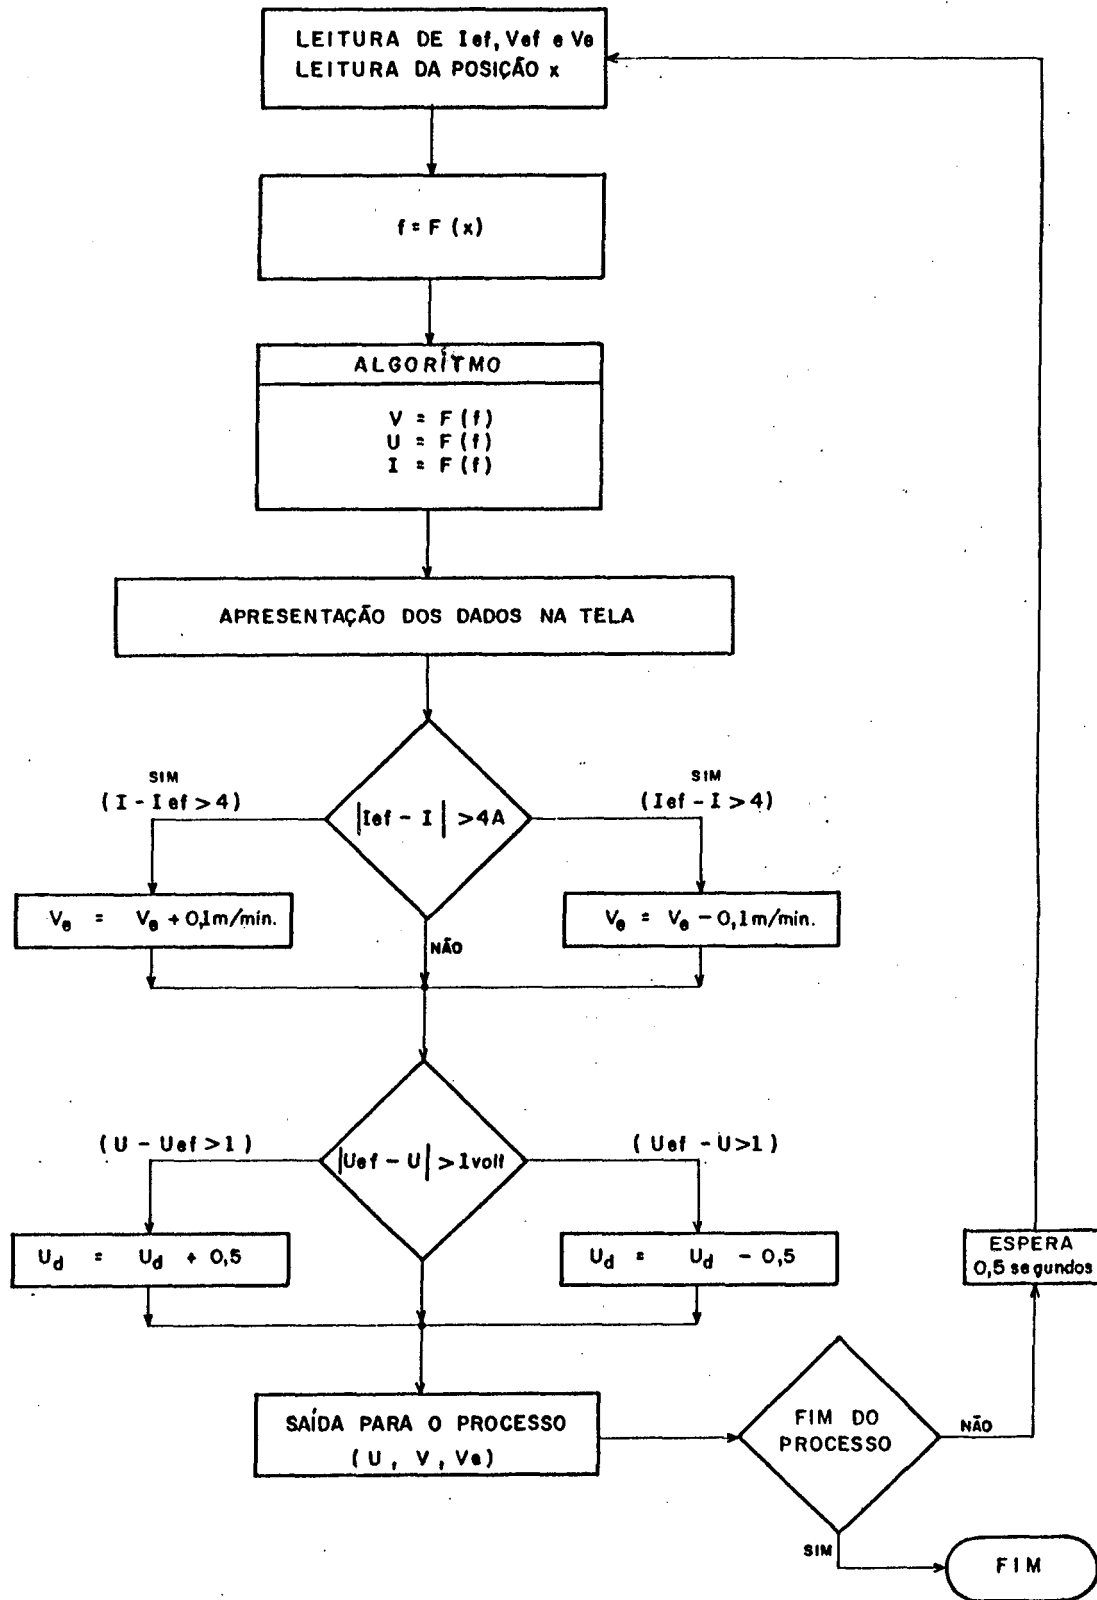 LEITURA DE Ief, Vef e Ve
LEITURA DA POSIÇÃO x
f = F (x)
ALGORÍTMO
V = F (f)
U = F (f)
I = F (f)
APRESENTAÇÃO DOS DADOS NA TELA
SIM
(I - Ief > 4)
SIM
(Ief - I > 4)
|Ief - I| > 4A
Ve = Ve + 0,1m/min.
Ve = Ve - 0,1m/min.
NÃO
(U - Uef > 1)
(Uef - U > 1)
|Uef - U| > 1volt
Ud = Ud + 0,5
Ud = Ud - 0,5
ESPERA
0,5 segundos
SAÍDA PARA O PROCESSO
(U, V, Ve)
FIM DO
PROCESSO
NÃO
SIM
FIM